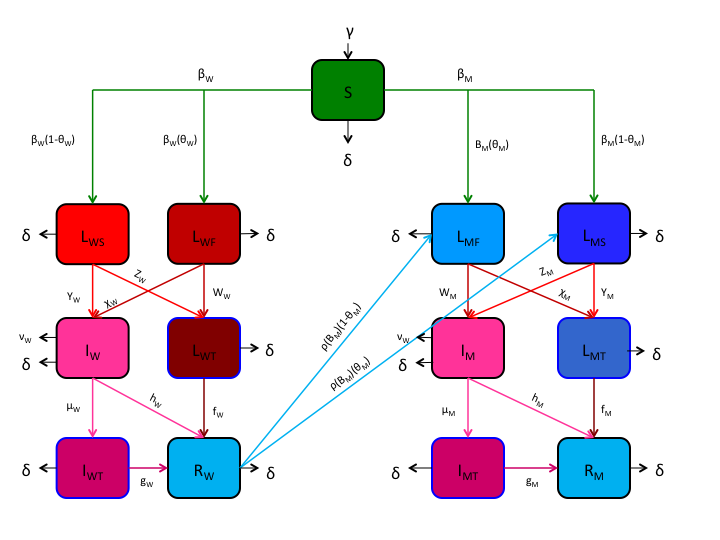 γ
β_W
β_M
S
β_W(1-θ_W)
β_W(θ_W)
B_M(θ_M)
β_M(1-θ_M)
δ
δ
L_WS
L_WF
δ
δ
L_MF
L_MS
δ
Y_W
Z_W
χ_W
W_W
W_M
Z_M
χ_M
Y_M
ν_W
δ
I_W
L_WT
δ
ρ(B_M)(1-θ_M)
ρ(B_M)(θ_M)
ν_W
δ
I_M
L_MT
δ
μ_W
h_W
f_W
μ_M
h_M
f_M
δ
I_WT
g_W
R_W
δ
δ
I_MT
g_M
R_M
δ